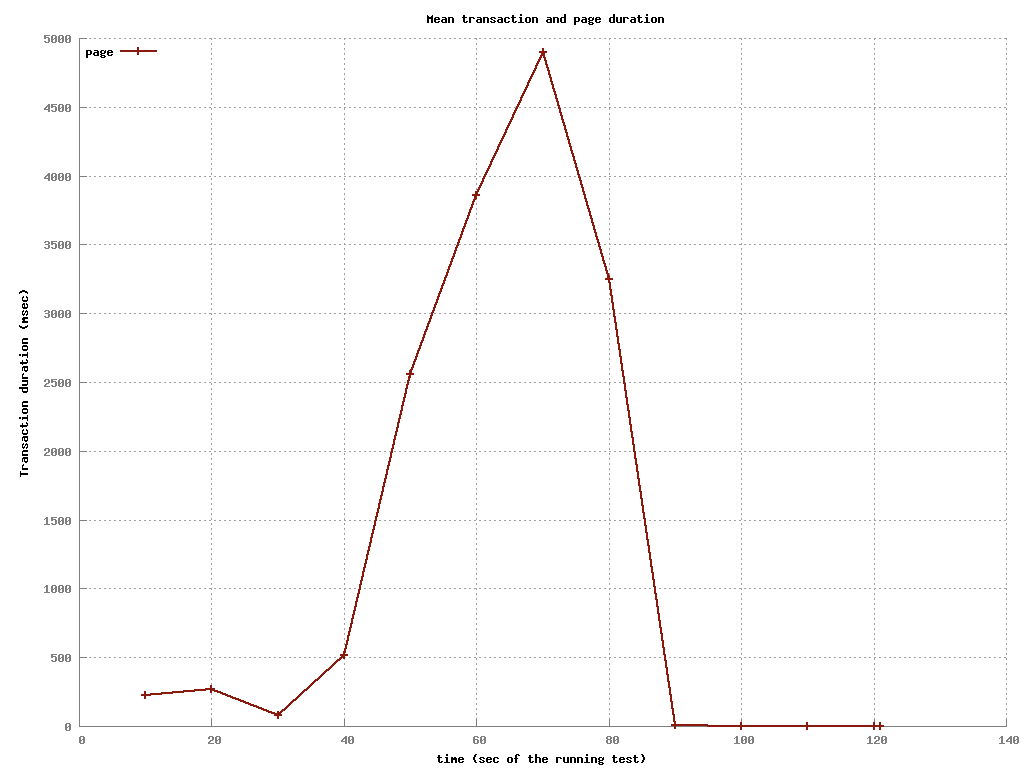 Mean transaction and page duration
page
5000
4500
4000
3500
3000
2500
2000
1500
1000
500
0
Transaction duration (msec)
0 20 40 60 80 100 120 140
time (sec of the running test)